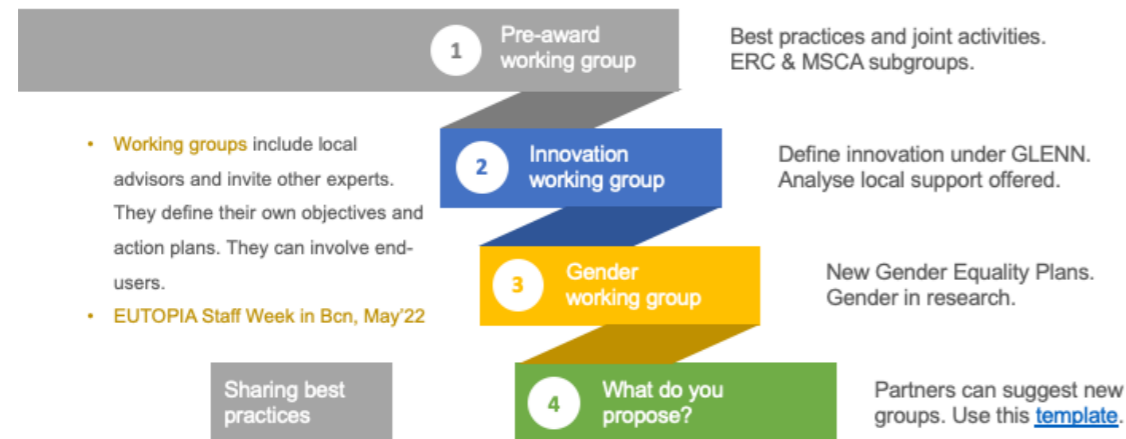 1
Pre-award
working group
Best practices and joint activities.
ERC & MSCA subgroups.
• Working groups include local
advisors and invite other experts.
They define their own objectives and
action plans. They can involve end-
users.
• EUTOPIA Staff Week in Bcn, May'22
2
Innovation
working group
Define innovation under GLENN.
Analyse local support offered.
3
Gender
working group
New Gender Equality Plans.
Gender in research.
Sharing best
practices
4
What do you
propose?
Partners can suggest new
groups. Use this template.